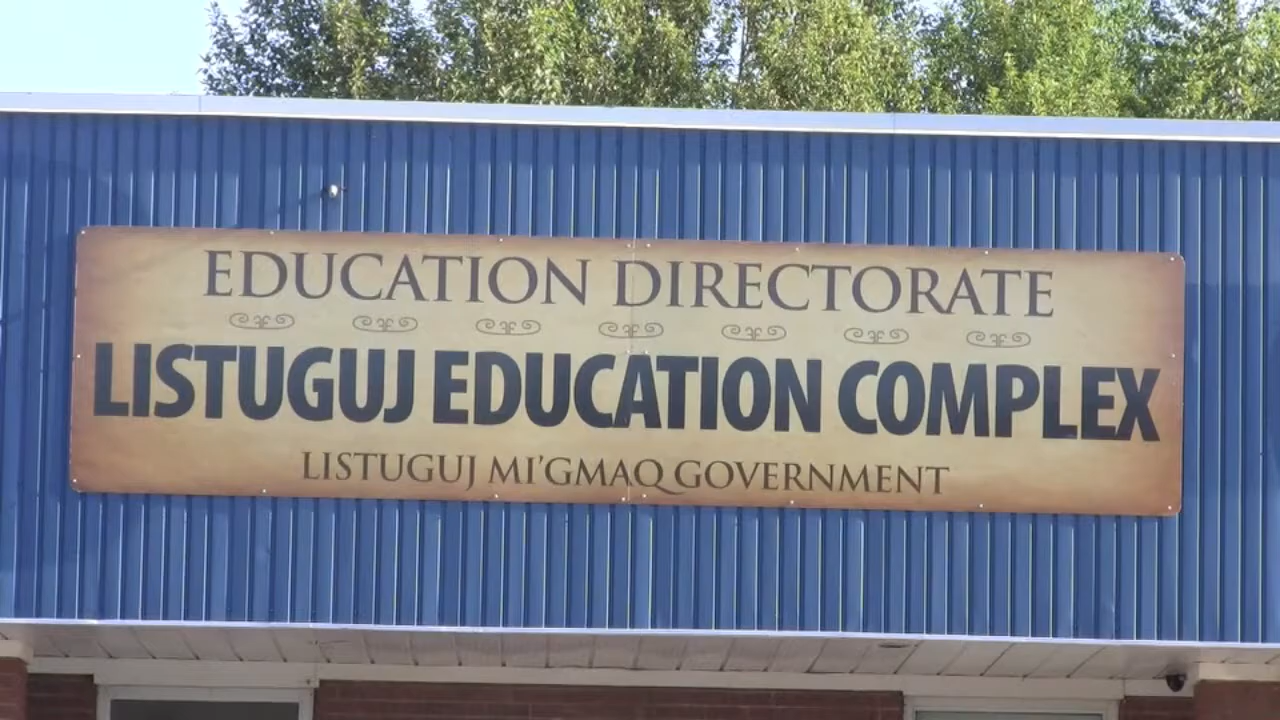 EDUCATION DIRECTORATE
LISTUGUJ EDUCATION COMPLEX
LISTUGUJ MI'GMAQ GOVERNMENT